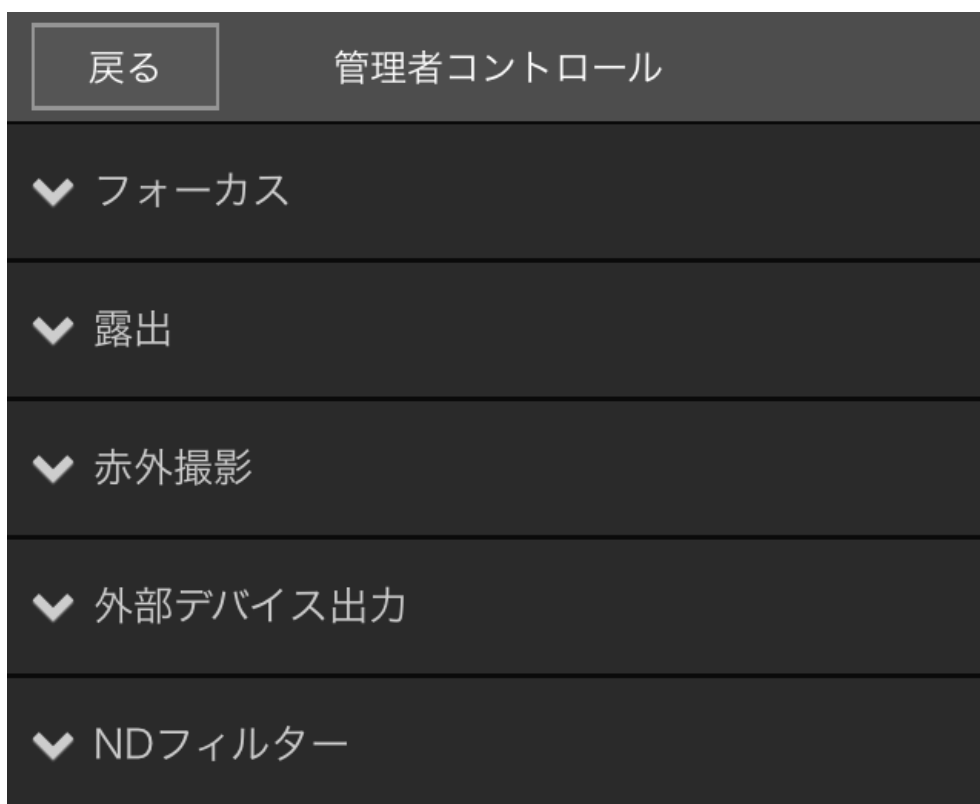 戻る 管理者コントロール
フォーカス
露出
赤外撮影
外部デバイス出力
NDフィルター